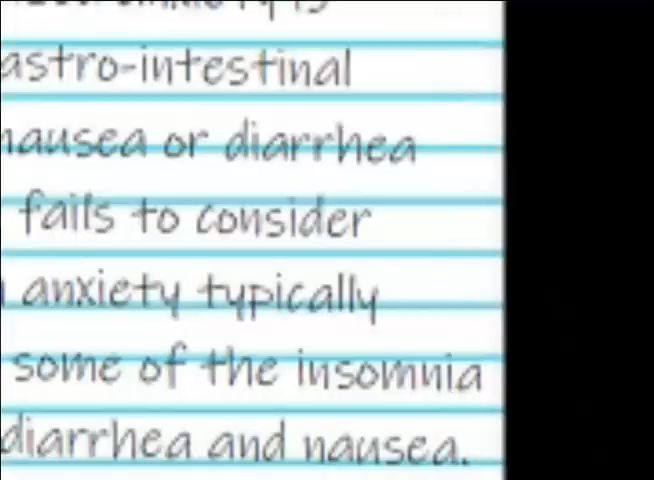 astro-intestinal
nausea or diarrhea
fails to consider
anxiety typically
some of the insomnia
diarrhea and nausea.